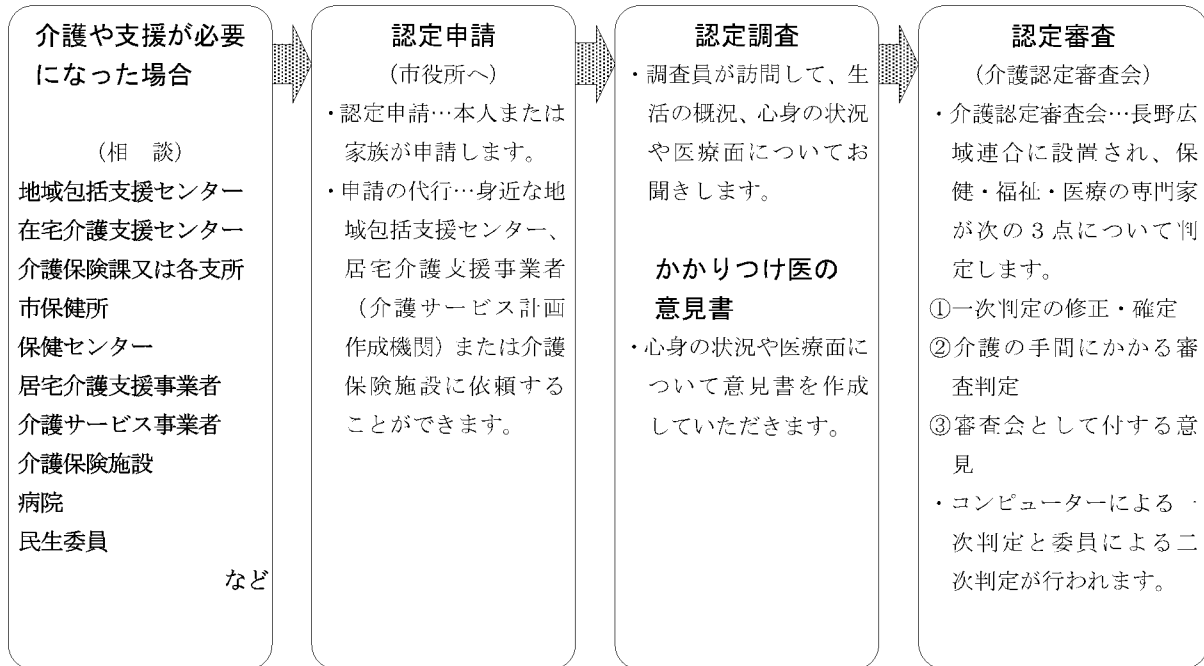 介護や支援が必要
になった場合
(相 談)
地域包括支援センター
在宅介護支援センター
介護保険課又は各支所
市保健所
保健センター
居宅介護支援事業者
介護サービス事業者
介護保険施設
病院
民生委員
など
認定申請
(市役所へ)
・認定申請…本人または
家族が申請します。
・申請の代行…身近な地
域包括支援センター、
居宅介護支援事業者
(介護サービス計画
作成機関)または介護
保険施設に依頼する
ことができます。
認定調査
・調査員が訪問して、生
活の概況、心身の状況
や医療面についてお
聞きします。
かかりつけ医の
意見書
・心身の状況や医療面に
ついて意見書を作成
していただきます。
認定審査
(介護認定審査会)
・介護認定審査会…長野広
域連合に設置され、保
健・福祉・医療の専門家
が次の3点について判
定します。
①一次判定の修正・確定
②介護の手間にかかる審
査判定
③審査会として付する意
見
・コンピューターによる一
次判定と委員による二
次判定が行われます。